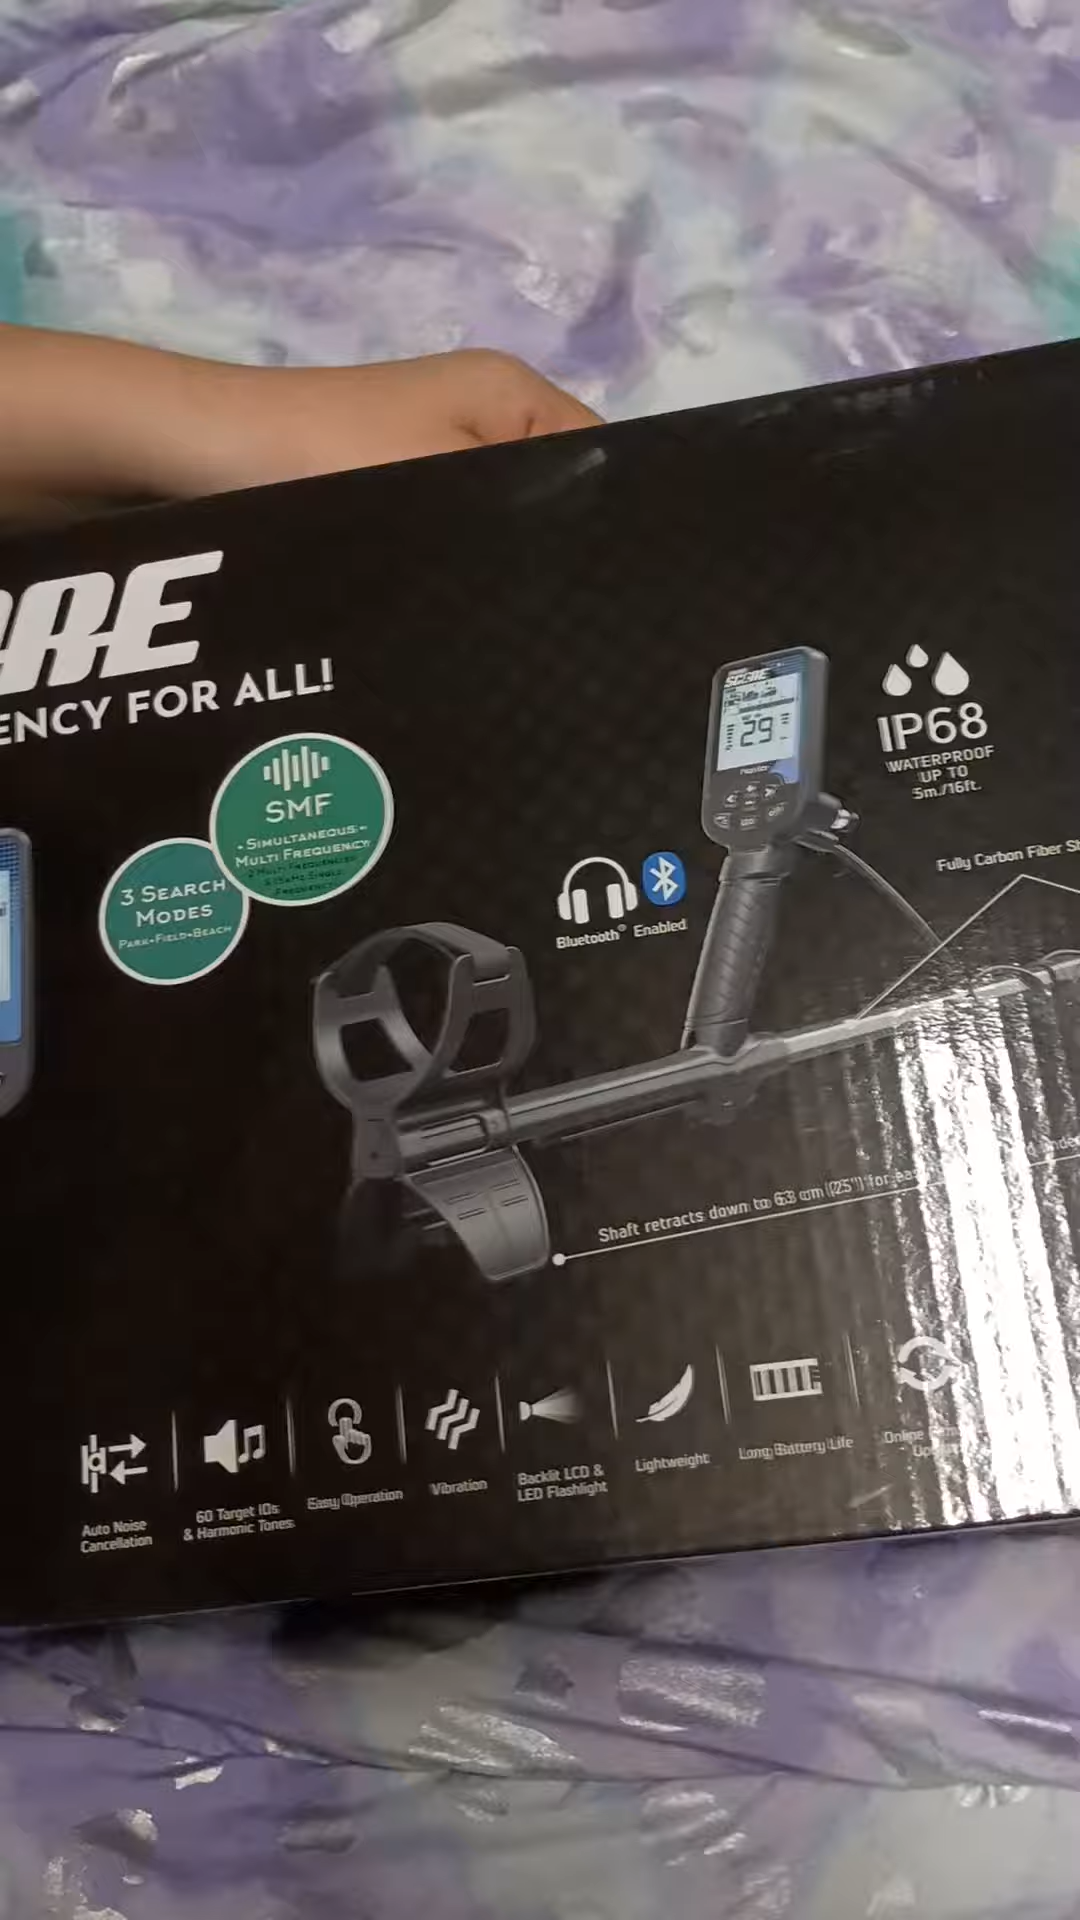 RE
ENCY FOR ALL!
SMF
• SIMULTANEOUS •
MULTI FREQUENCY
3 SEARCH
MODES
PARK•FIELD•BEACH
SCORE
29
IP68
WATERPROOF
UP TO
5m./16ft.
Fully Carbon Fiber
Bluetooth® Enabled
Shaft retracts down to 63 cm (25") for
Auto Noise
Cancellation
60 Target IDs
& Harmonic Tones
Easy Operation
Vibration
Backlit LCD &
LED Flashlight
Lightweight
Long Battery Life
Online